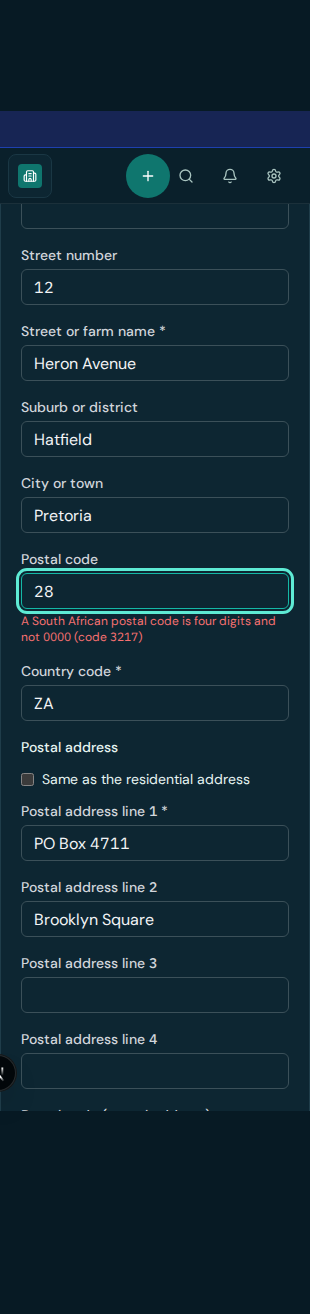 Street number
12
Street or farm name *
Heron Avenue
Suburb or district
Hatfield
City or town
Pretoria
Postal code
28
A South African postal code is four digits and
not 0000 (code 3217)
Country code *
ZA
Postal address
Same as the residential address
Postal address line 1 *
PO Box 4711
Postal address line 2
Brooklyn Square
Postal address line 3
Postal address line 4